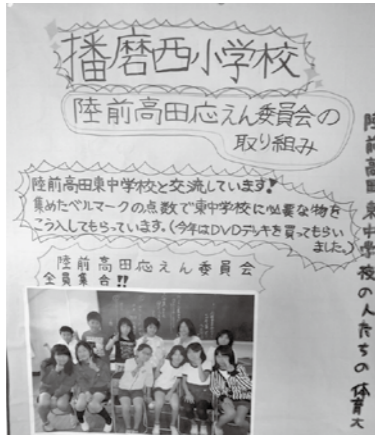 播磨西小学校
陸前高田応えん委員会の
取り組み
陸前高田東中学校と交流しています!
集めたベルマークの点数で東中学校に必要な物を
こう入してもらっています。(今年はDVDデッキを買ってもらい
ました。)
陸前高田応えん委員会
全員集合!!
陸前高田東中学校の人たちの体育大